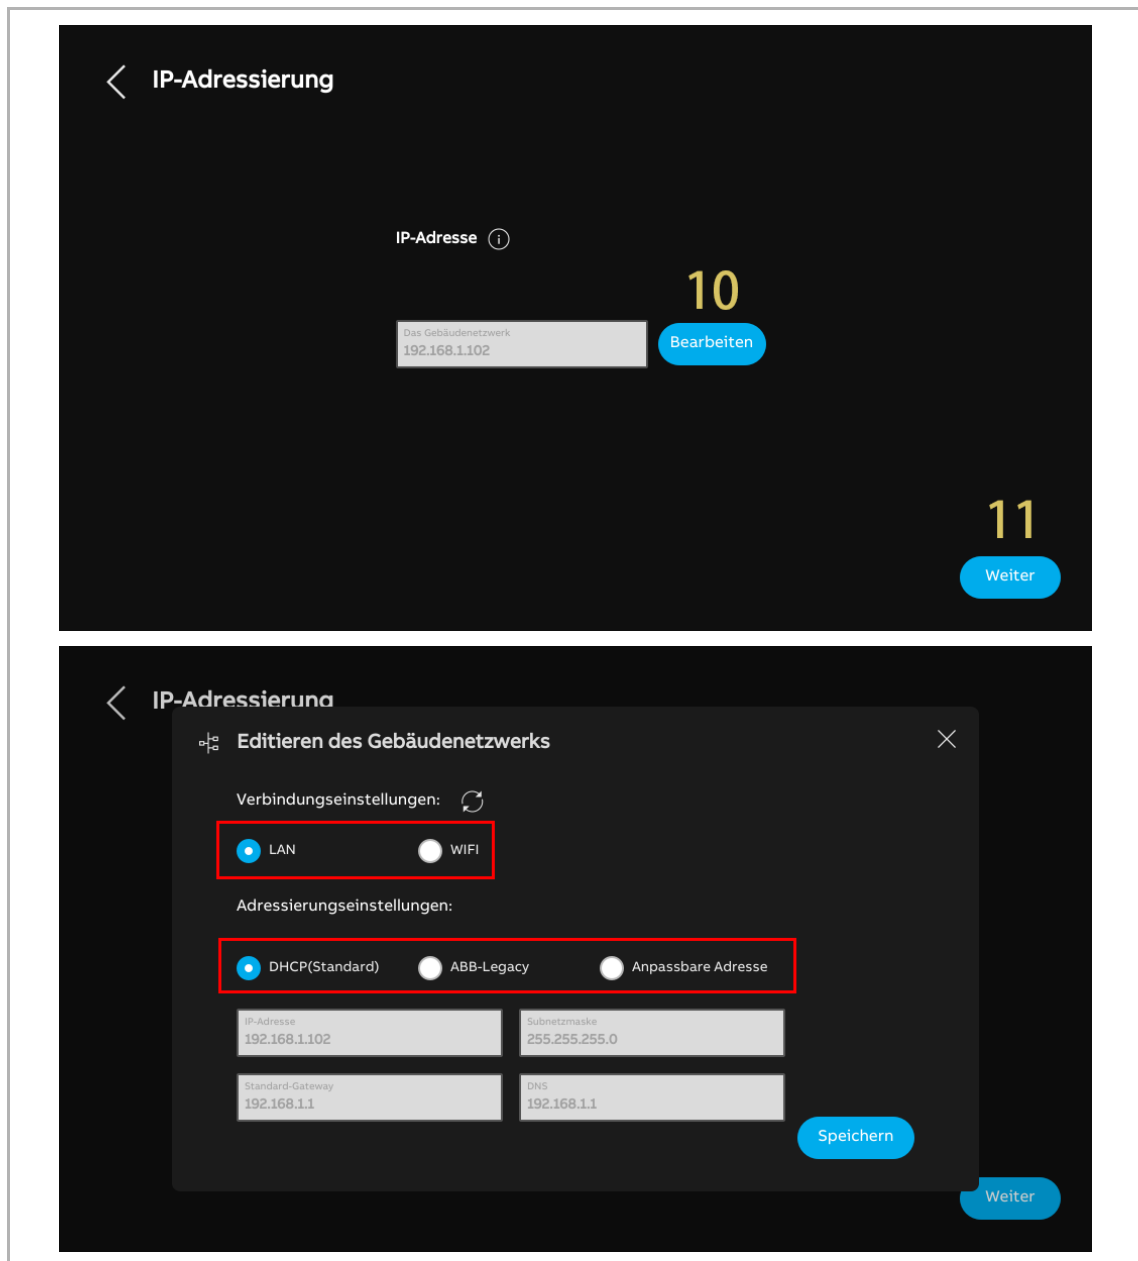 IP-Adressierung
IP-Adresse
10
Das Gebäudenetzwerk
192.168.1.102
Bearbeiten
11
Weiter
IP-Adressierung
Editieren des Gebäudenetzwerks
Verbindungseinstellungen:
LAN WIFI
Adressierungseinstellungen:
DHCP(Standard) ABB-Legacy Anpassbare Adresse
IP-Adresse Subnetzmaske
192.168.1.102 255.255.255.0
Standard-Gateway DNS
192.168.1.1 192.168.1.1
Speichern
Weiter